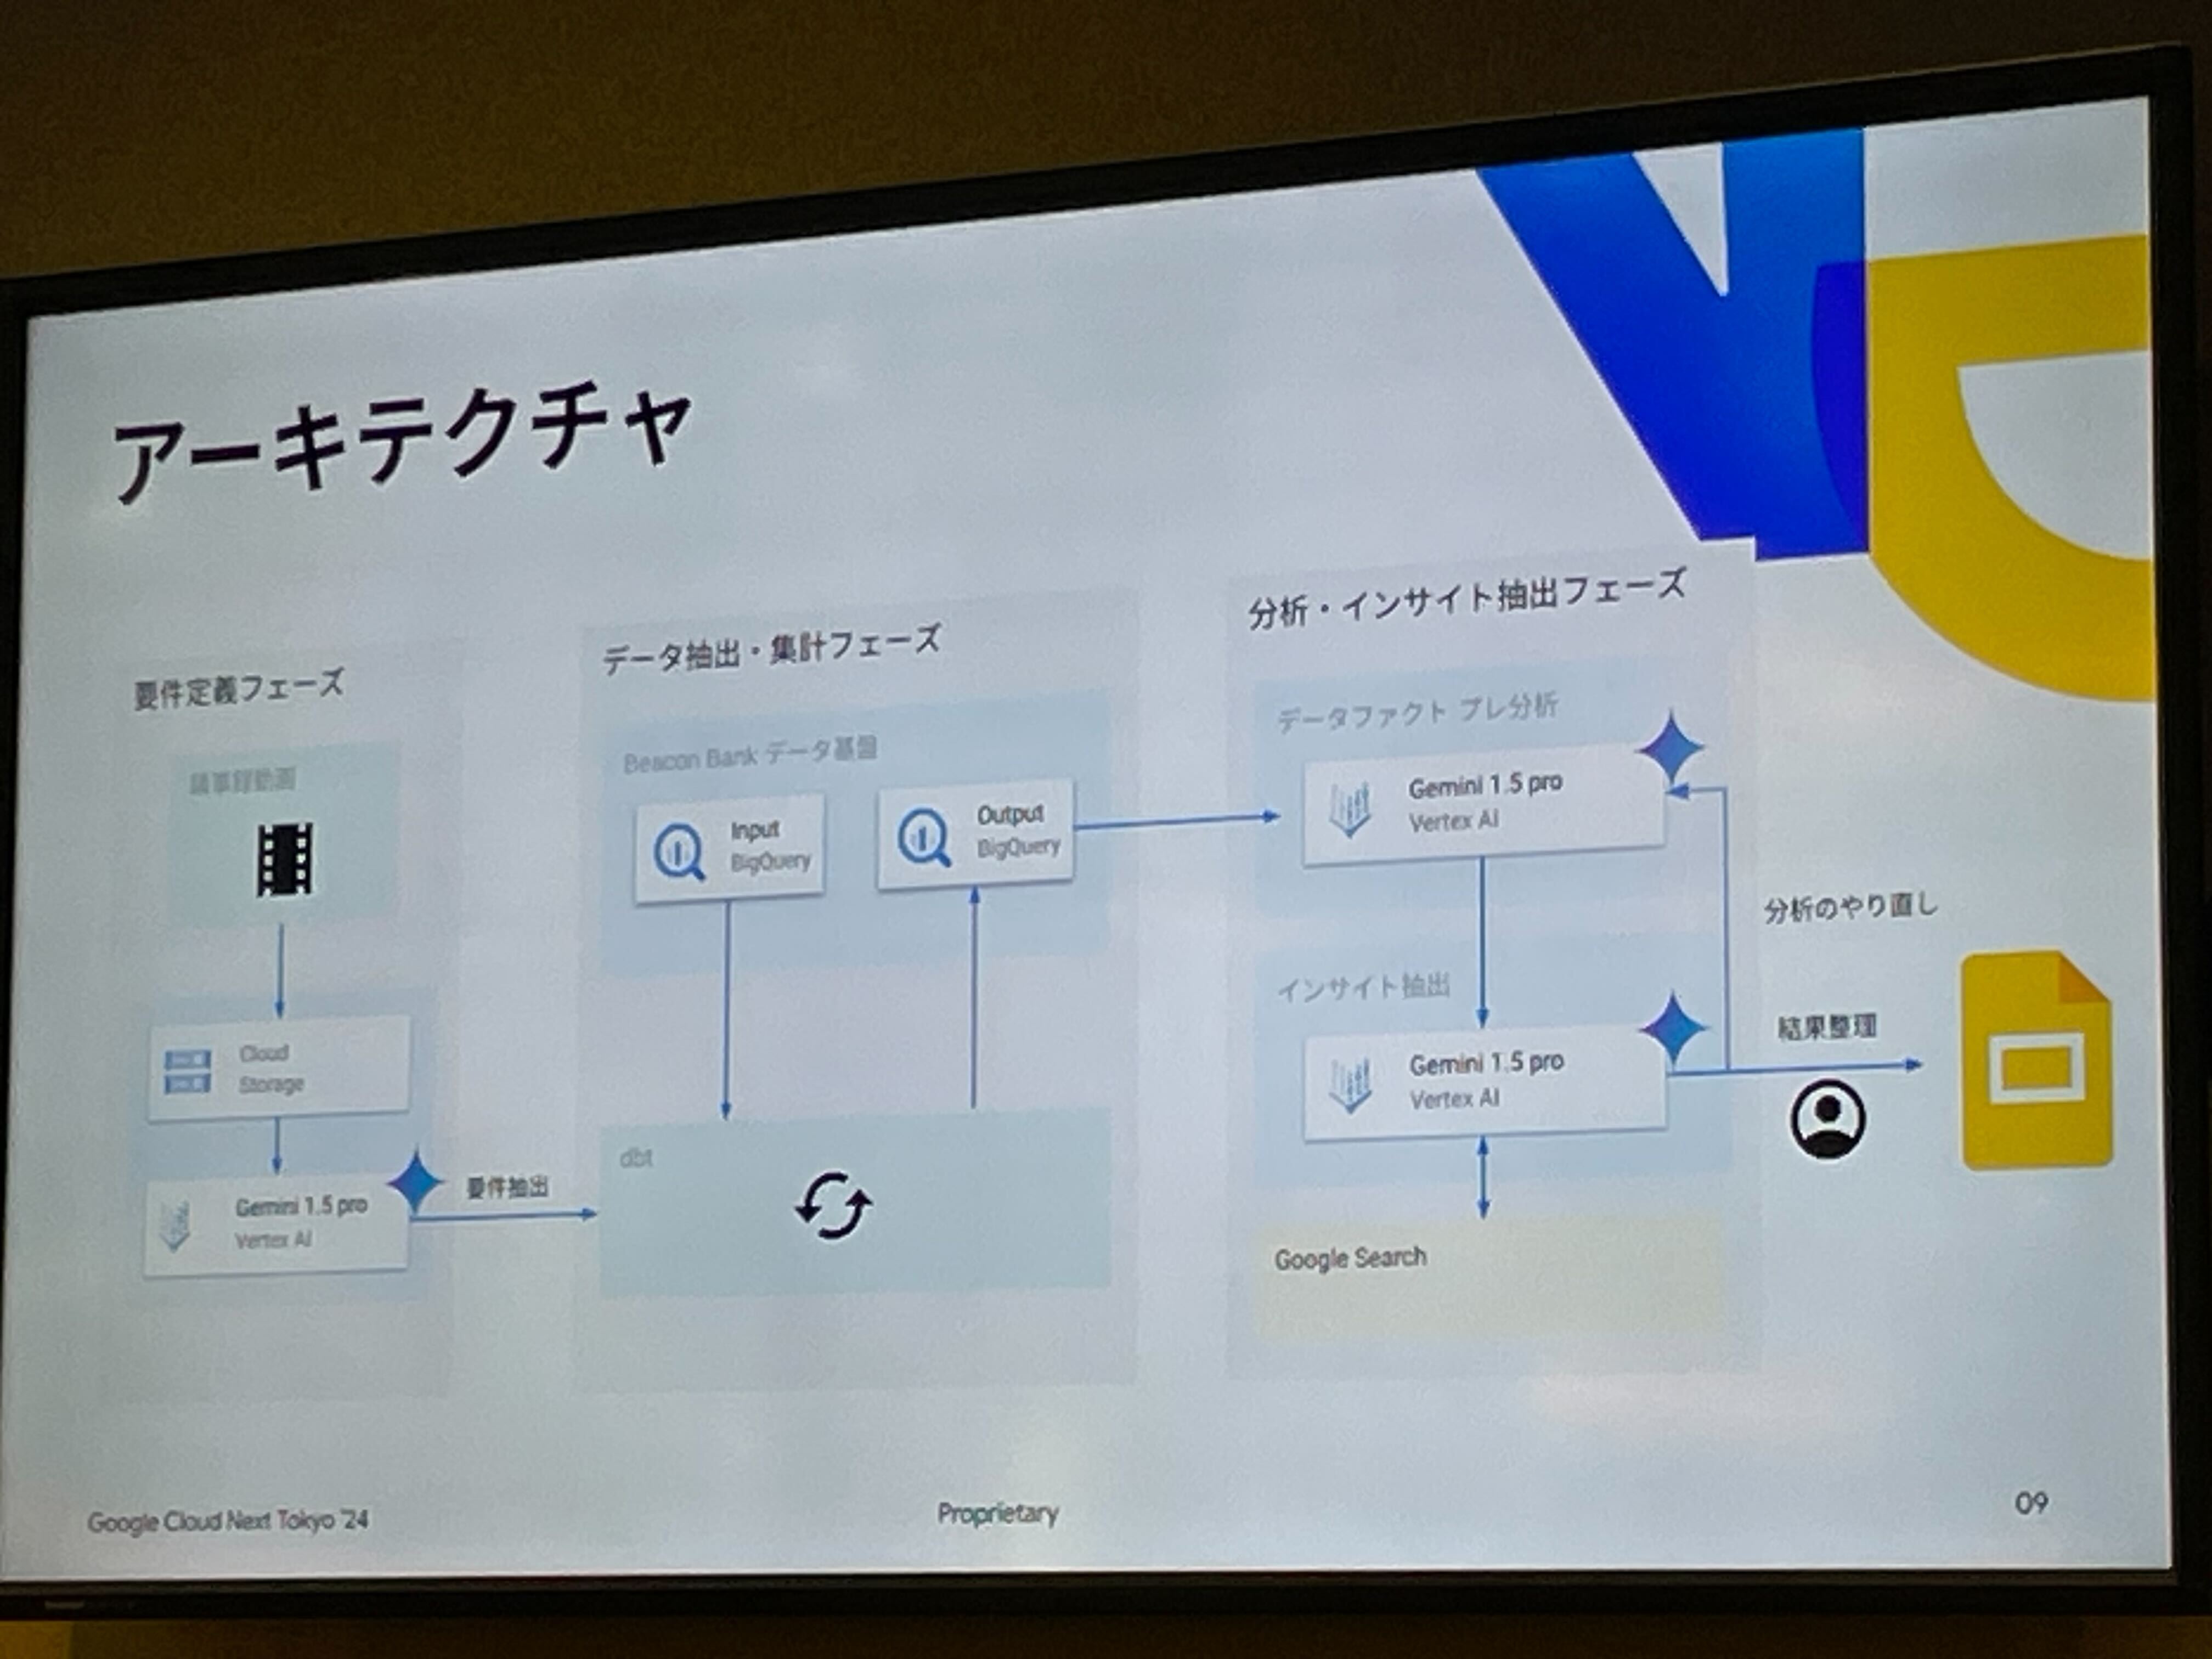 アーキテクチャ
要件定義フェーズ
議事録動画
Cloud
Storage
Gemini 1.5 pro
Vertex AI
要件抽出
データ抽出・集計フェーズ
Beacon Bank データ基盤
Input
BigQuery
Output
BigQuery
dbt
分析・インサイト抽出フェーズ
データファクト プレ分析
Gemini 1.5 pro
Vertex AI
インサイト抽出
Gemini 1.5 pro
Vertex AI
Google Search
分析のやり直し
結果整理
Google Cloud Next Tokyo '24
Proprietary
09